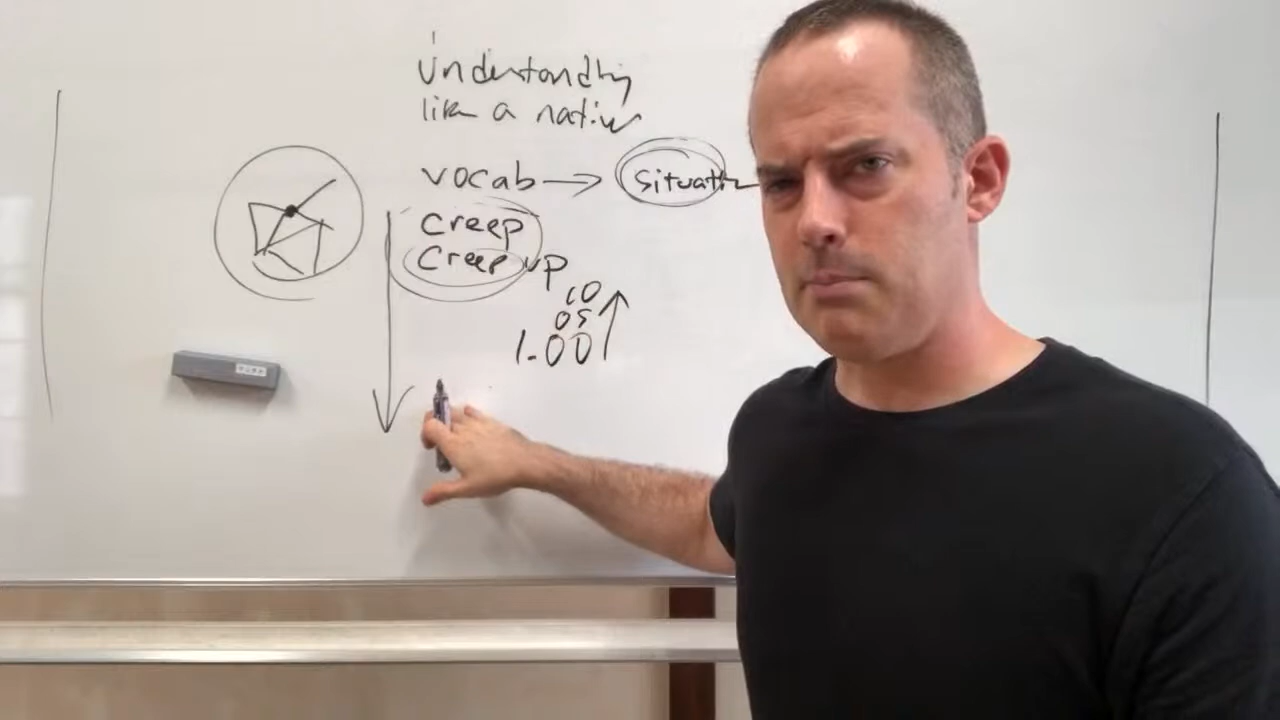 Understanding
like a native
vocab → situation
creep
creep up
10
05
1.00